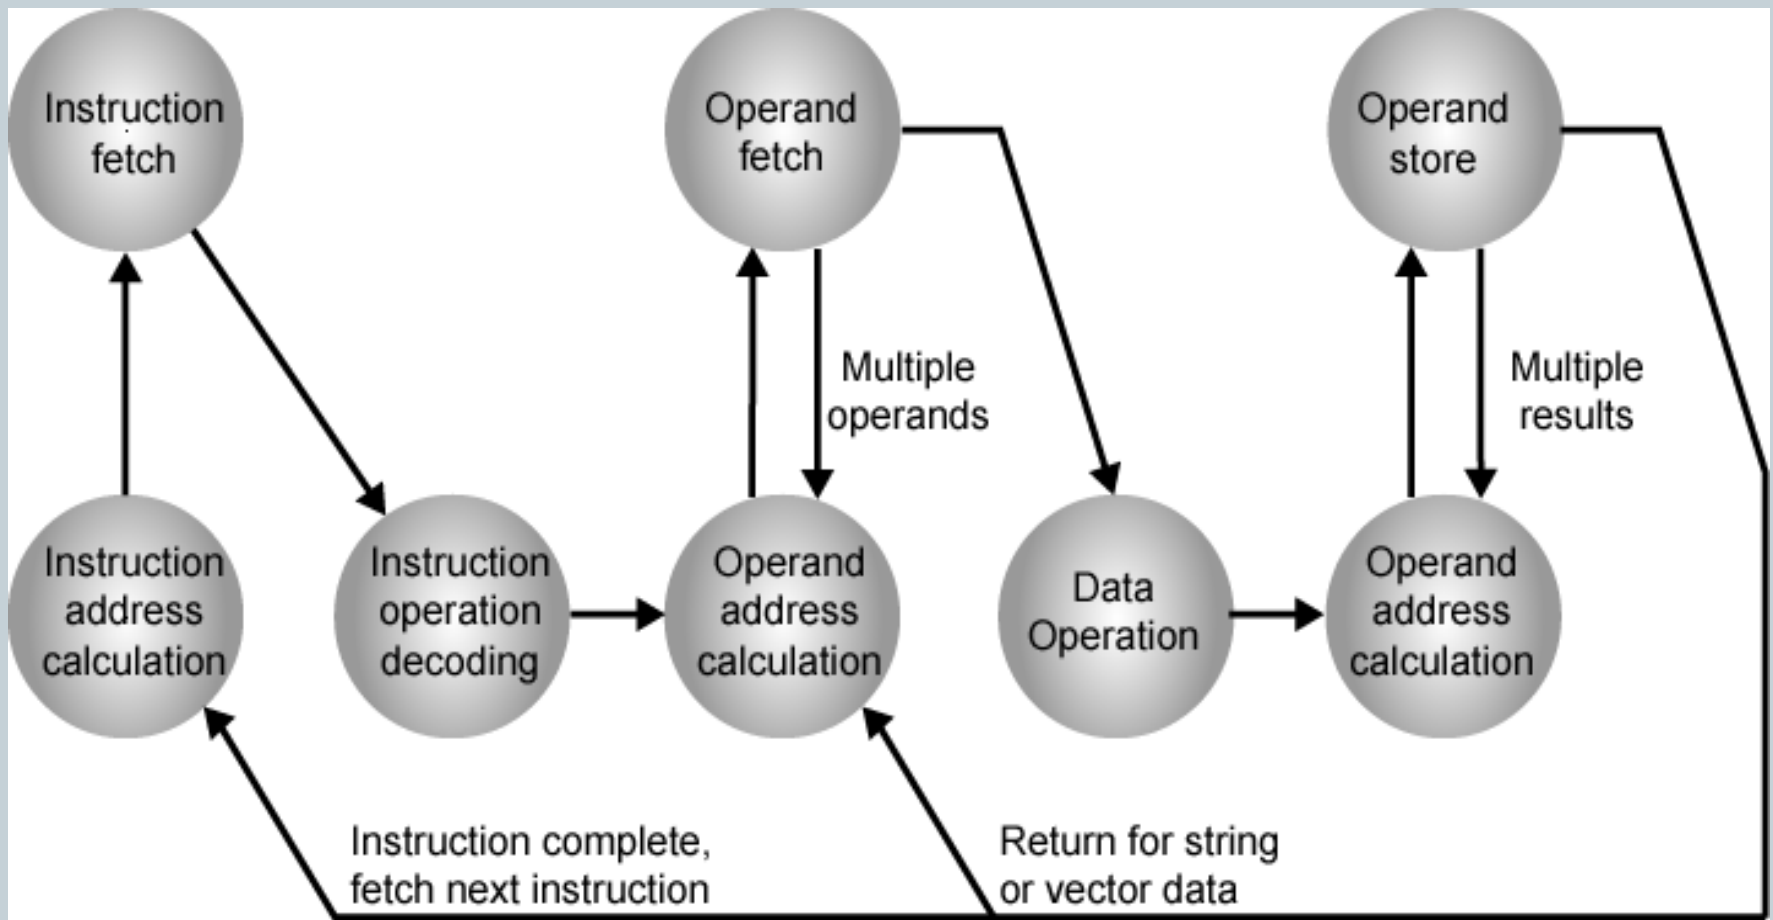 Instruction
fetch
Operand
fetch
Operand
store
Multiple
operands
Multiple
results
Instruction
address
calculation
Instruction
operation
decoding
Operand
address
calculation
Data
Operation
Operand
address
calculation
Instruction complete,
fetch next instruction
Return for string
or vector data